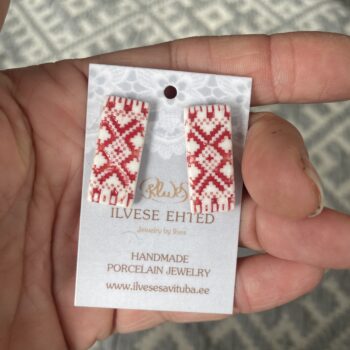 ILVESE EHTED
Jewelry by Ilves
HANDMADE
PORCELAIN JEWELRY
www.ilvesesavituba.ee